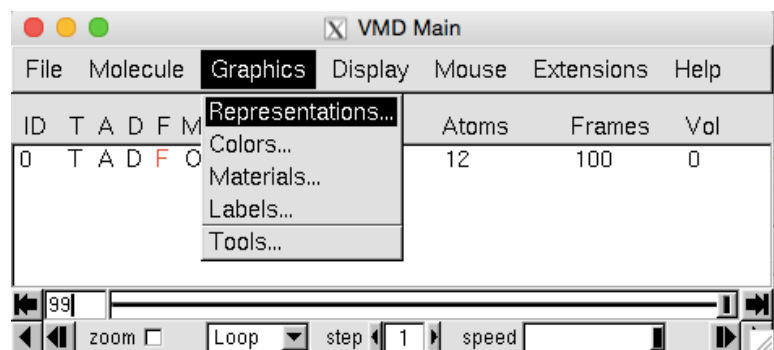 X VMD Main
File Molecule Graphics Display Mouse Extensions Help
Representations...
ID T A D F M Atoms Frames Vol
Colors...
0 T A D F O 12 100 0
Materials...
Labels...
Tools...
99
zoom Loop step 1 speed